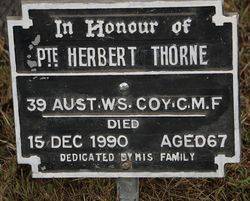 In Honour of
PTE HERBERT THORNE
39 AUST. WS. COY. C.M.F
DIED
15 DEC 1990 AGED 67
DEDICATED BY HIS FAMILY